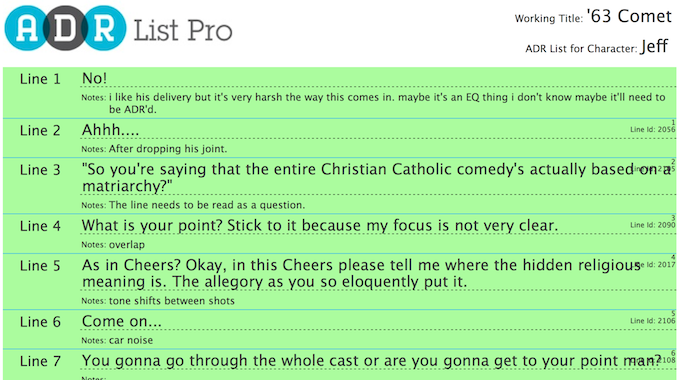 ADR List Pro
Working Title: '63 Comet
ADR List for Character: Jeff
Line 1 No!
Notes: i like his delivery but it's very harsh the way this comes in. maybe it's an EQ thing i don't know maybe it'll need to
be ADR'd.
1
Line 2 Ahhh.... Line Id: 2056
Notes: After dropping his joint.
2
Line 3 "So you're saying that the entire Christian Catholic comedy's actually based on a
matriarchy?"
Notes: The line needs to be read as a question.
3
Line 4 What is your point? Stick to it because my focus is not very clear. Line Id: 2090
Notes: overlap
4
Line 5 As in Cheers? Okay, in this Cheers please tell me where the hidden religious Line Id: 2017
meaning is. The allegory as you so eloquently put it.
Notes: tone shifts between shots
5
Line 6 Come on... Line Id: 2106
Notes: car noise
6
Line 7 You gonna go through the whole cast or are you gonna get to your point man?
Notes: